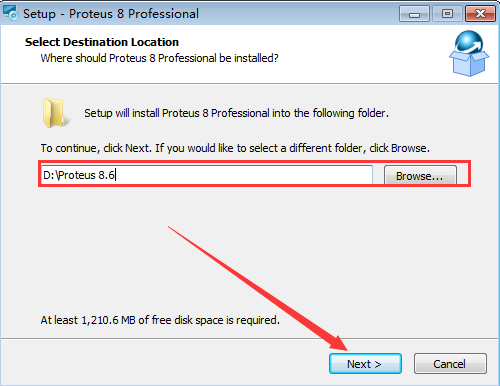 Setup - Proteus 8 Professional
Select Destination Location
Where should Proteus 8 Professional be installed?
Setup will install Proteus 8 Professional into the following folder.
To continue, click Next. If you would like to select a different folder, click Browse.
D:\Proteus 8.6
Browse...
At least 1,210.6 MB of free disk space is required.
Next >
Cancel